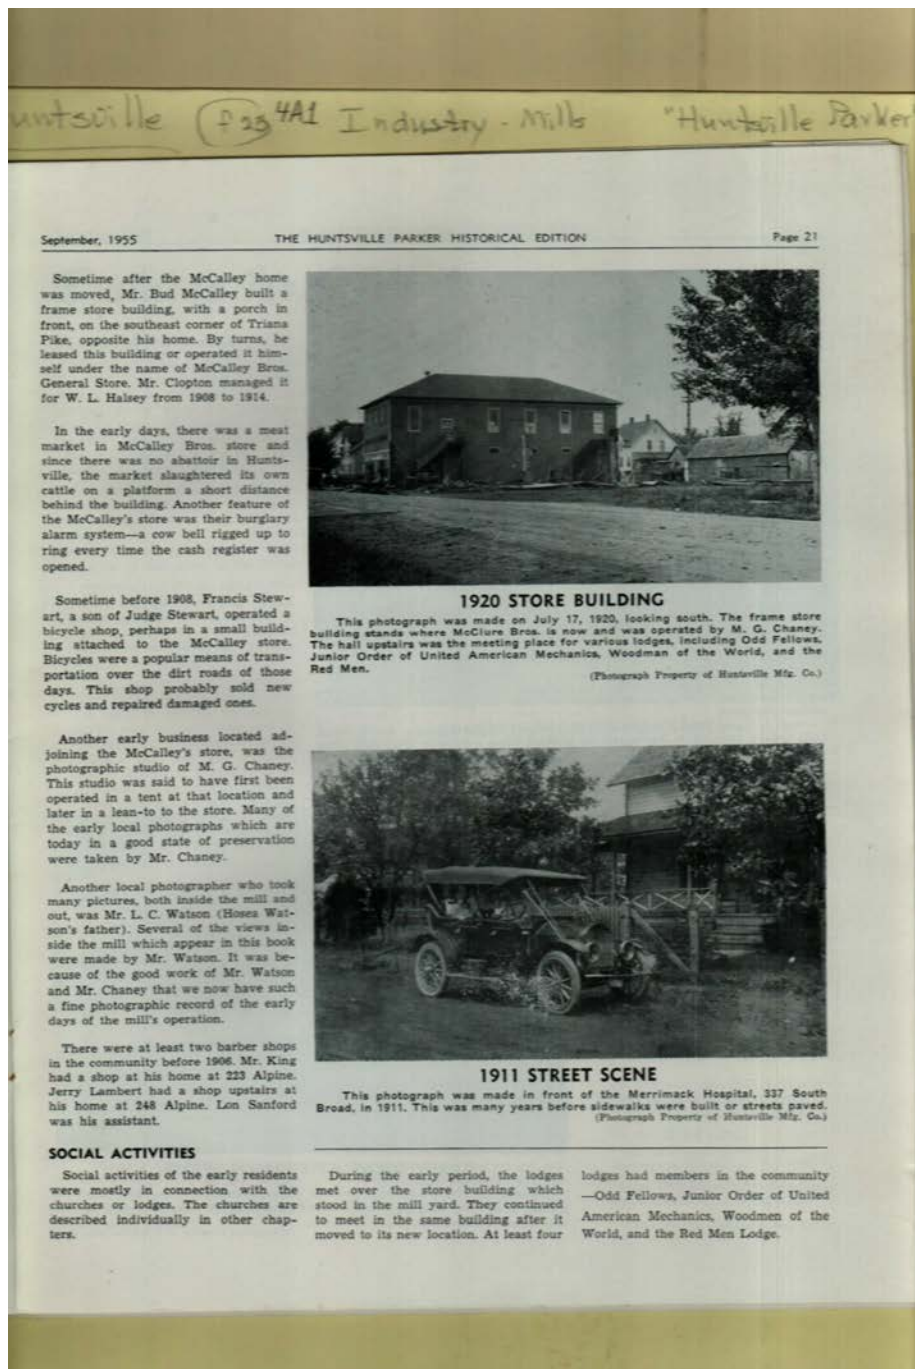 untsville f 23 4A1 Industry - Mills "Huntsville Parker
September, 1955
THE HUNTSVILLE PARKER HISTORICAL EDITION
Page 21
Sometime after the McCalley home
was moved, Mr. Bud McCalley built a
frame store building, with a porch in
front, on the southeast corner of Triana
Pike, opposite his home. By turns, he
leased this building or operated it him-
self under the name of McCalley Bros.
General Store. Mr. Clopton managed it
for W. L. Halsey from 1908 to 1914.
In the early days, there was a meat
market in McCalley Bros. store and
since there was no abattoir in Hunts-
ville, the market slaughtered its own
cattle on a platform a short distance
behind the building. Another feature of
the McCalley's store was their burglary
alarm system—a cow bell rigged up to
ring every time the cash register was
opened.
Sometime before 1908, Francis Stew-
art, a son of Judge Stewart, operated a
bicycle shop, perhaps in a small build-
ing attached to the McCalley store.
Bicycles were a popular means of trans-
portation over the dirt roads of those
days. This shop probably sold new
cycles and repaired damaged ones.
Another early business located ad-
joining the McCalley's store, was the
photographic studio of M. G. Chaney.
This studio was said to have first been
operated in a tent at that location and
later in a lean-to to the store. Many of
the early local photographs which are
today in a good state of preservation
were taken by Mr. Chaney.
Another local photographer who took
many pictures, both inside the mill and
out, was Mr. L. C. Watson (Hosea Wat-
son's father). Several of the views in-
side the mill which appear in this book
were made by Mr. Watson. It was be-
cause of the good work of Mr. Watson
and Mr. Chaney that we now have such
a fine photographic record of the early
days of the mill's operation.
There were at least two barber shops
in the community before 1906. Mr. King
had a shop at his home at 223 Alpine.
Jerry Lambert had a shop upstairs at
his home at 248 Alpine. Lon Sanford
was his assistant.
SOCIAL ACTIVITIES
Social activities of the early residents
were mostly in connection with the
churches or lodges. The churches are
described individually in other chap-
ters.
1920 STORE BUILDING
This photograph was made on July 17, 1920, looking south. The frame store
building stands where McClure Bros. is now and was operated by M. G. Chaney.
The hall upstairs was the meeting place for various lodges, including Odd Fellows,
Junior Order of United American Mechanics, Woodman of the World, and the
Red Men.
(Photograph Property of Huntsville Mfg. Co.)
1911 STREET SCENE
This photograph was made in front of the Merrimack Hospital, 337 South
Broad, in 1911. This was many years before sidewalks were built or streets paved.
(Photograph Property of Huntsville Mfg. Co.)
During the early period, the lodges
met over the store building which
stood in the mill yard. They continued
to meet in the same building after it
moved to its new location. At least four
lodges had members in the community
—Odd Fellows, Junior Order of United
American Mechanics, Woodmen of the
World, and the Red Men Lodge.